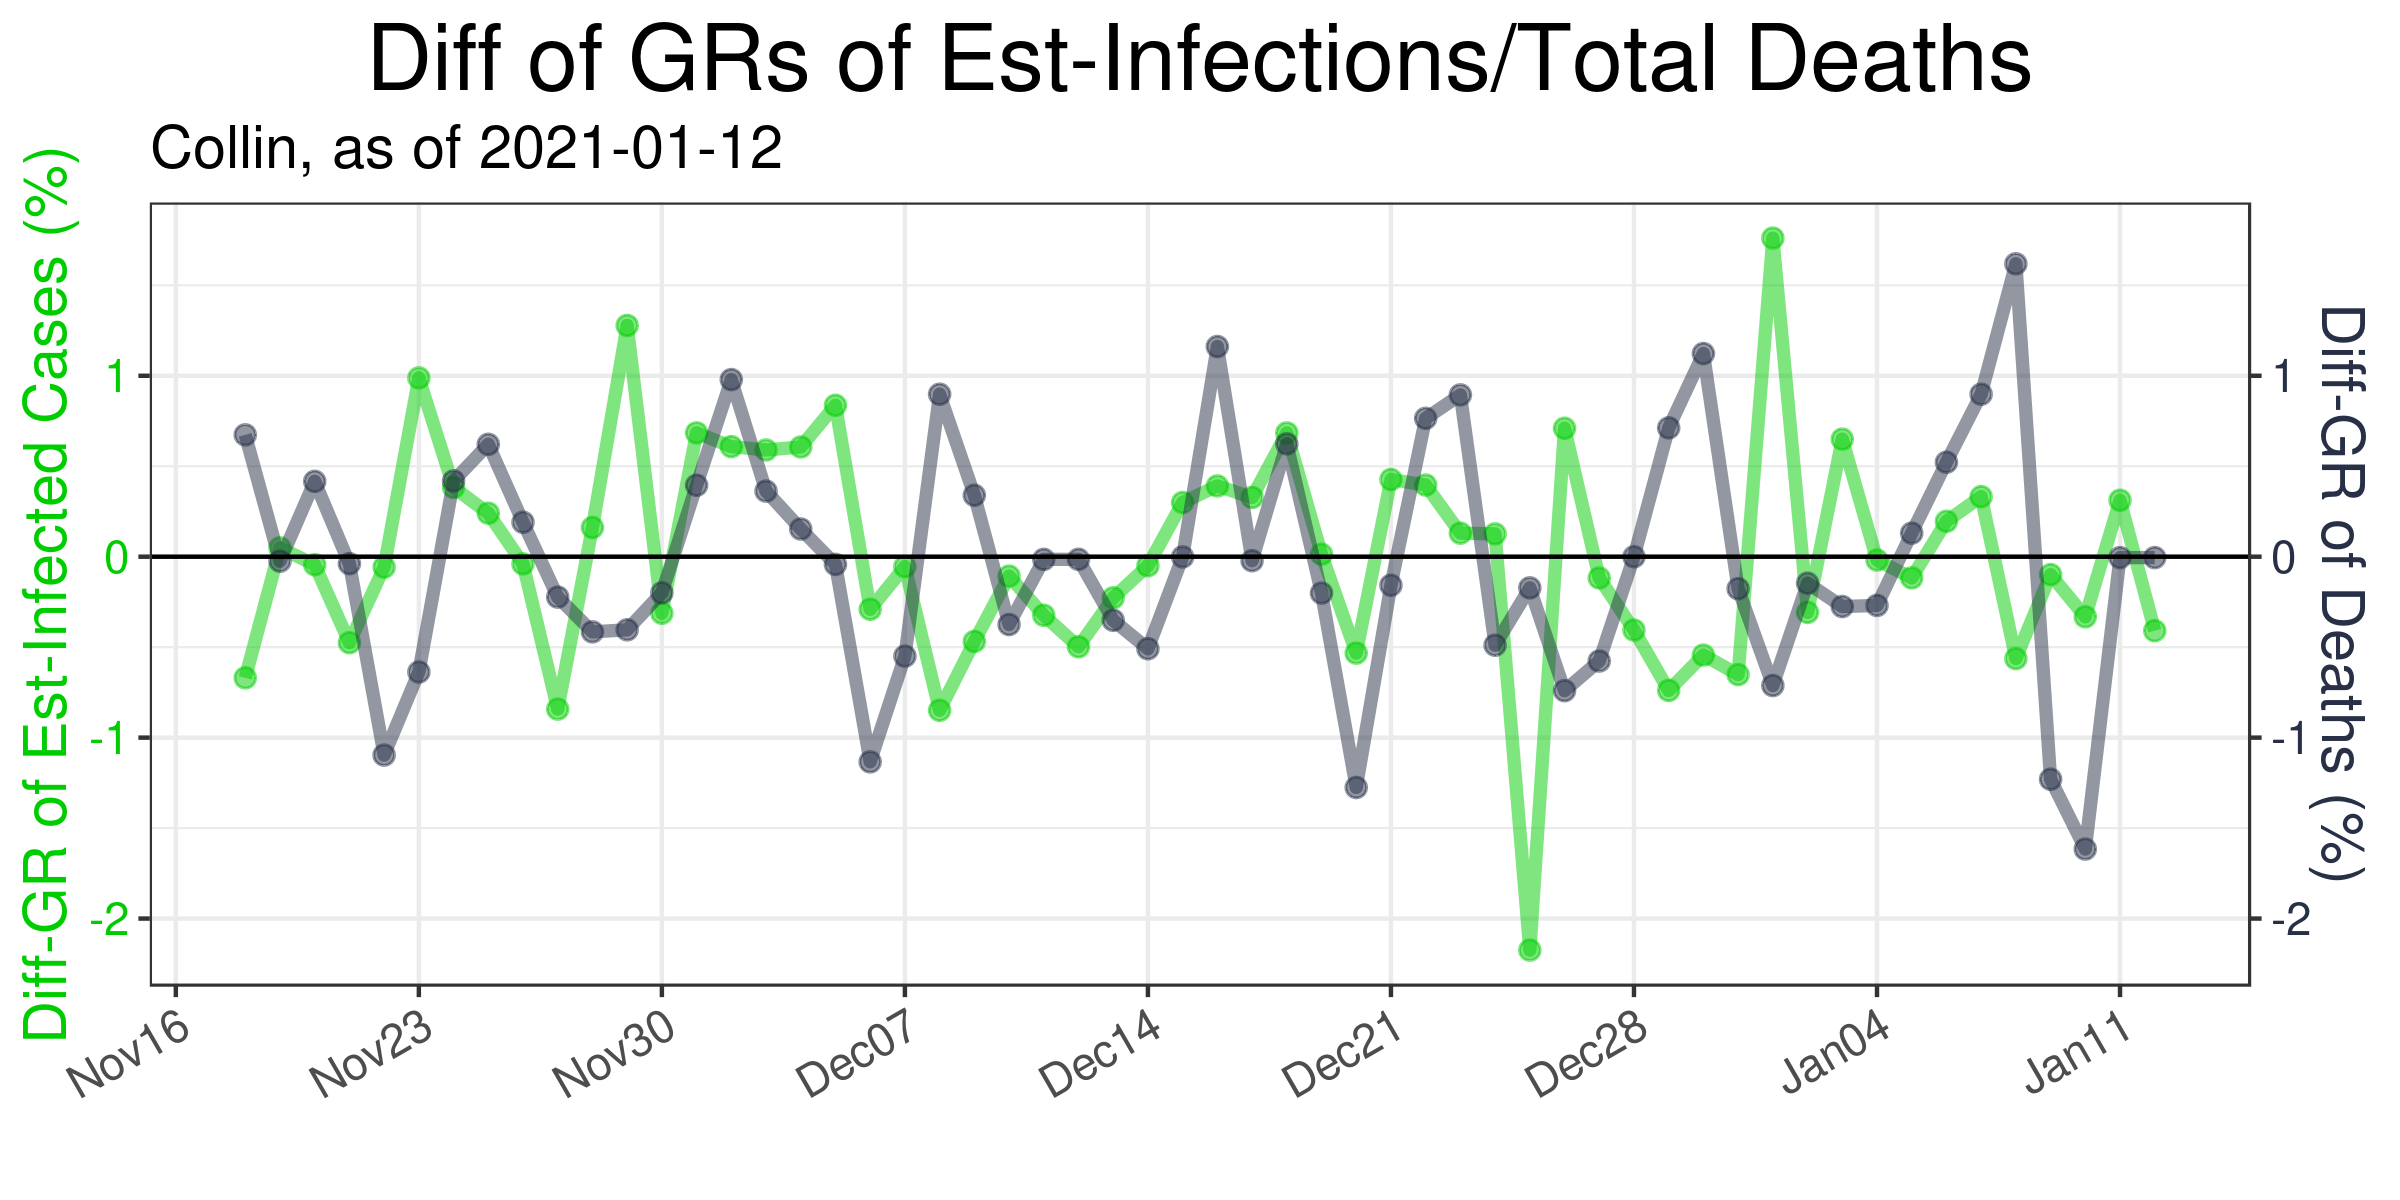 Diff of GRs of Est-Infections/Total Deaths
Collin, as of 2021-01-12
Diff-GR of Est-Infected Cases (%)
1
0
-1
-2
1
0
-1
-2
Diff-GR of Deaths (%)
Nov16
Nov23
Nov30
Dec07
Dec14
Dec21
Dec28
Jan04
Jan11